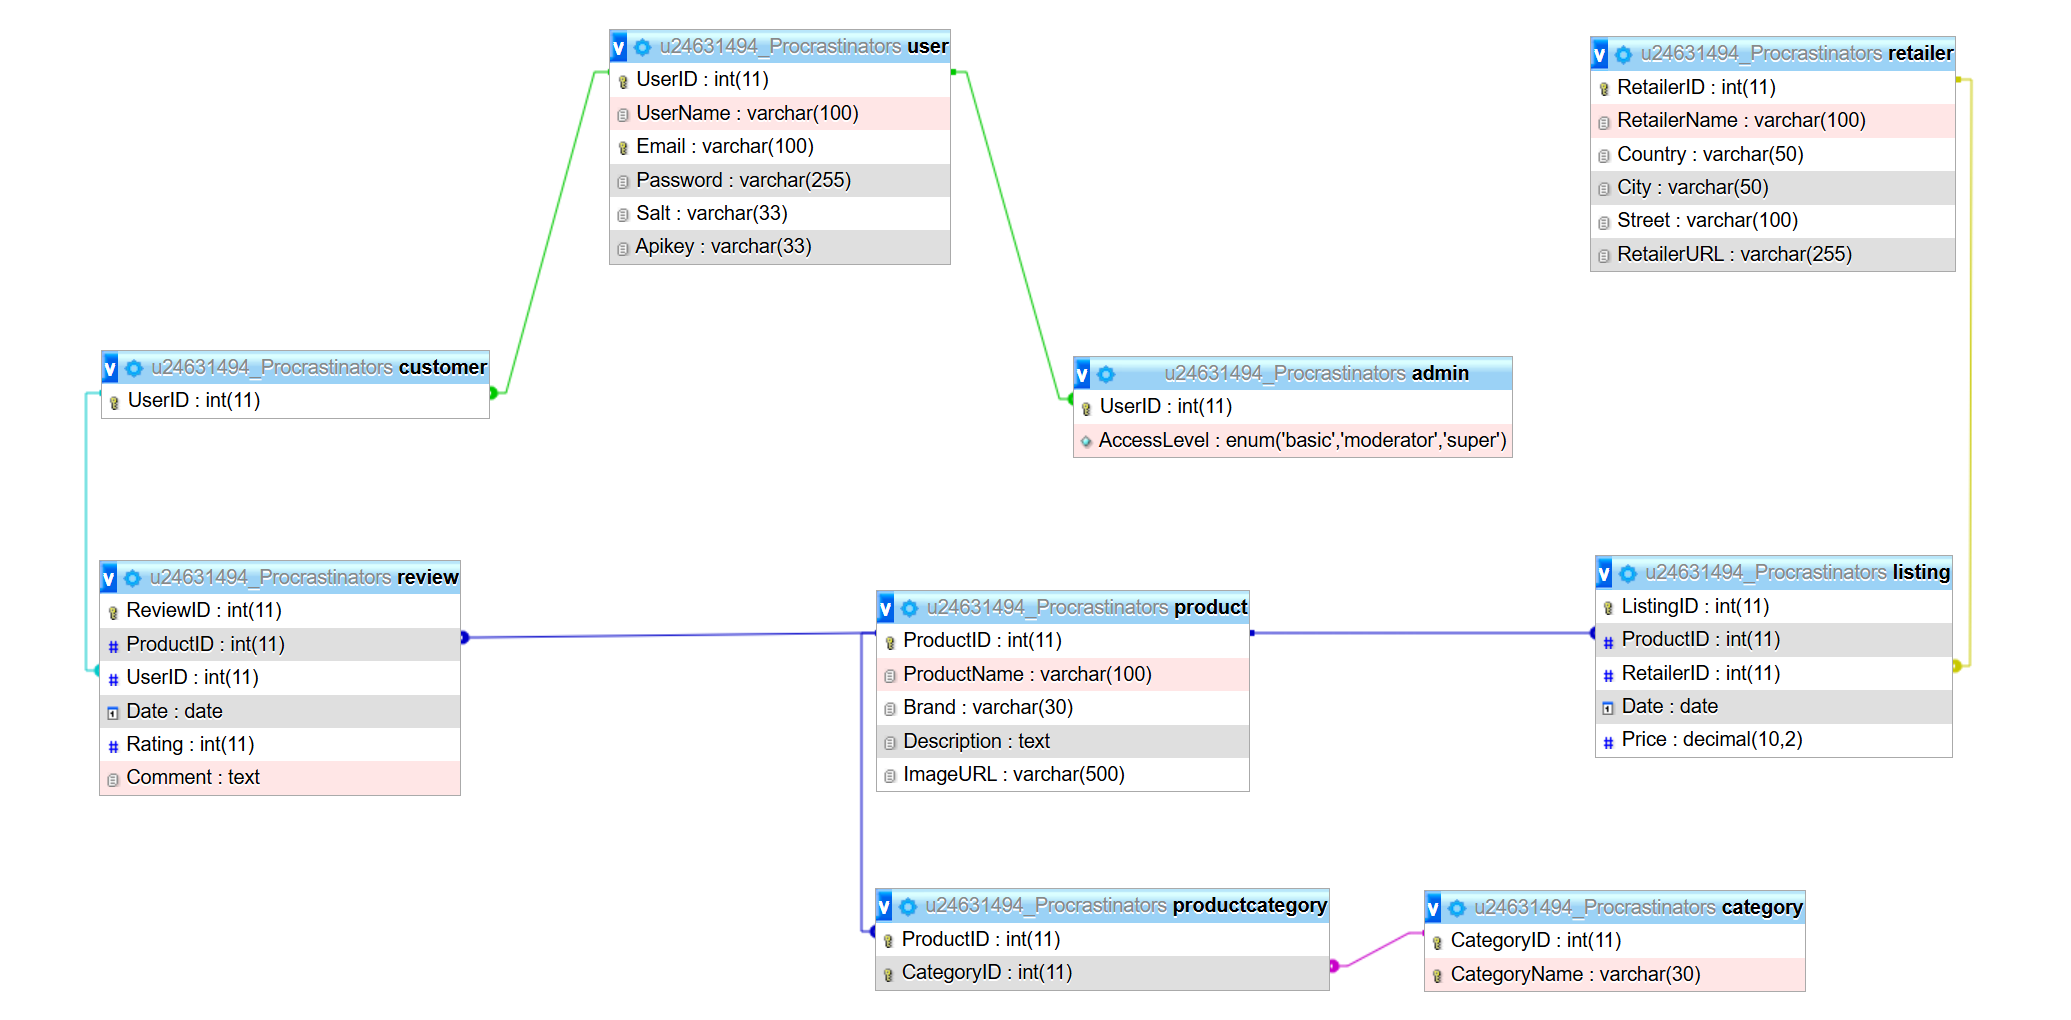 v u24631494_Procrastinators user
UserID : int(11)
UserName : varchar(100)
Email : varchar(100)
Password : varchar(255)
Salt : varchar(33)
Apikey : varchar(33)
v u24631494_Procrastinators retailer
RetailerID : int(11)
RetailerName : varchar(100)
Country : varchar(50)
City : varchar(50)
Street : varchar(100)
RetailerURL : varchar(255)
v u24631494_Procrastinators customer
UserID : int(11)
v u24631494_Procrastinators admin
UserID : int(11)
AccessLevel : enum('basic','moderator','super')
v u24631494_Procrastinators review
ReviewID : int(11)
# ProductID : int(11)
# UserID : int(11)
Date : date
# Rating : int(11)
Comment : text
v u24631494_Procrastinators product
ProductID : int(11)
ProductName : varchar(100)
Brand : varchar(30)
Description : text
ImageURL : varchar(500)
v u24631494_Procrastinators listing
ListingID : int(11)
# ProductID : int(11)
# RetailerID : int(11)
Date : date
# Price : decimal(10,2)
v u24631494_Procrastinators productcategory
ProductID : int(11)
CategoryID : int(11)
v u24631494_Procrastinators category
CategoryID : int(11)
CategoryName : varchar(30)